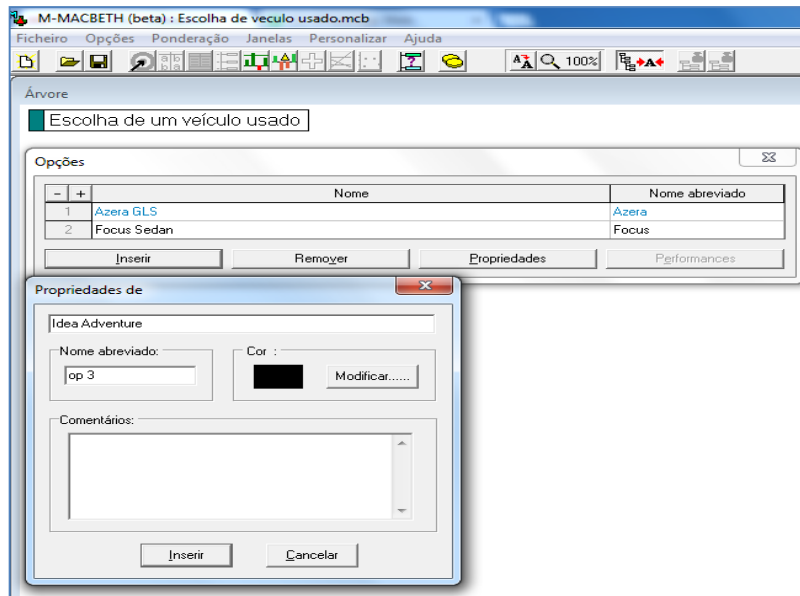 M-MACBETH (beta) : Escolha de veculo usado.mcb
Ficheiro Opções Ponderação Janelas Personalizar Ajuda
100%
Árvore
Escolha de um veículo usado
Opções
- + Nome Nome abreviado
1 Azera GLS Azera
2 Focus Sedan Focus
Inserir Remover Propriedades Performances
Propriedades de
Idea Adventure
Nome abreviado: Cor :
op 3 Modificar......
Comentários:
Inserir Cancelar